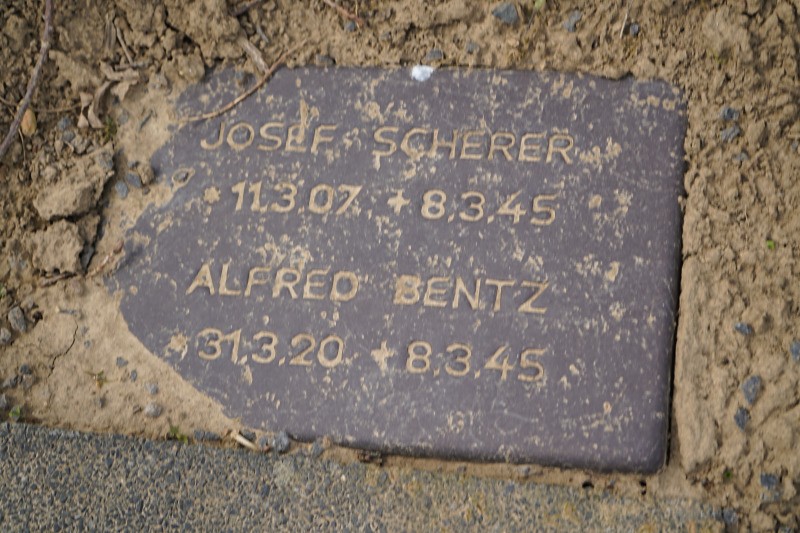 JOSEF SCHERER
* 11.3.07. + 8.3.45
ALFRED BENTZ
* 31.3.20. + 8.3.45